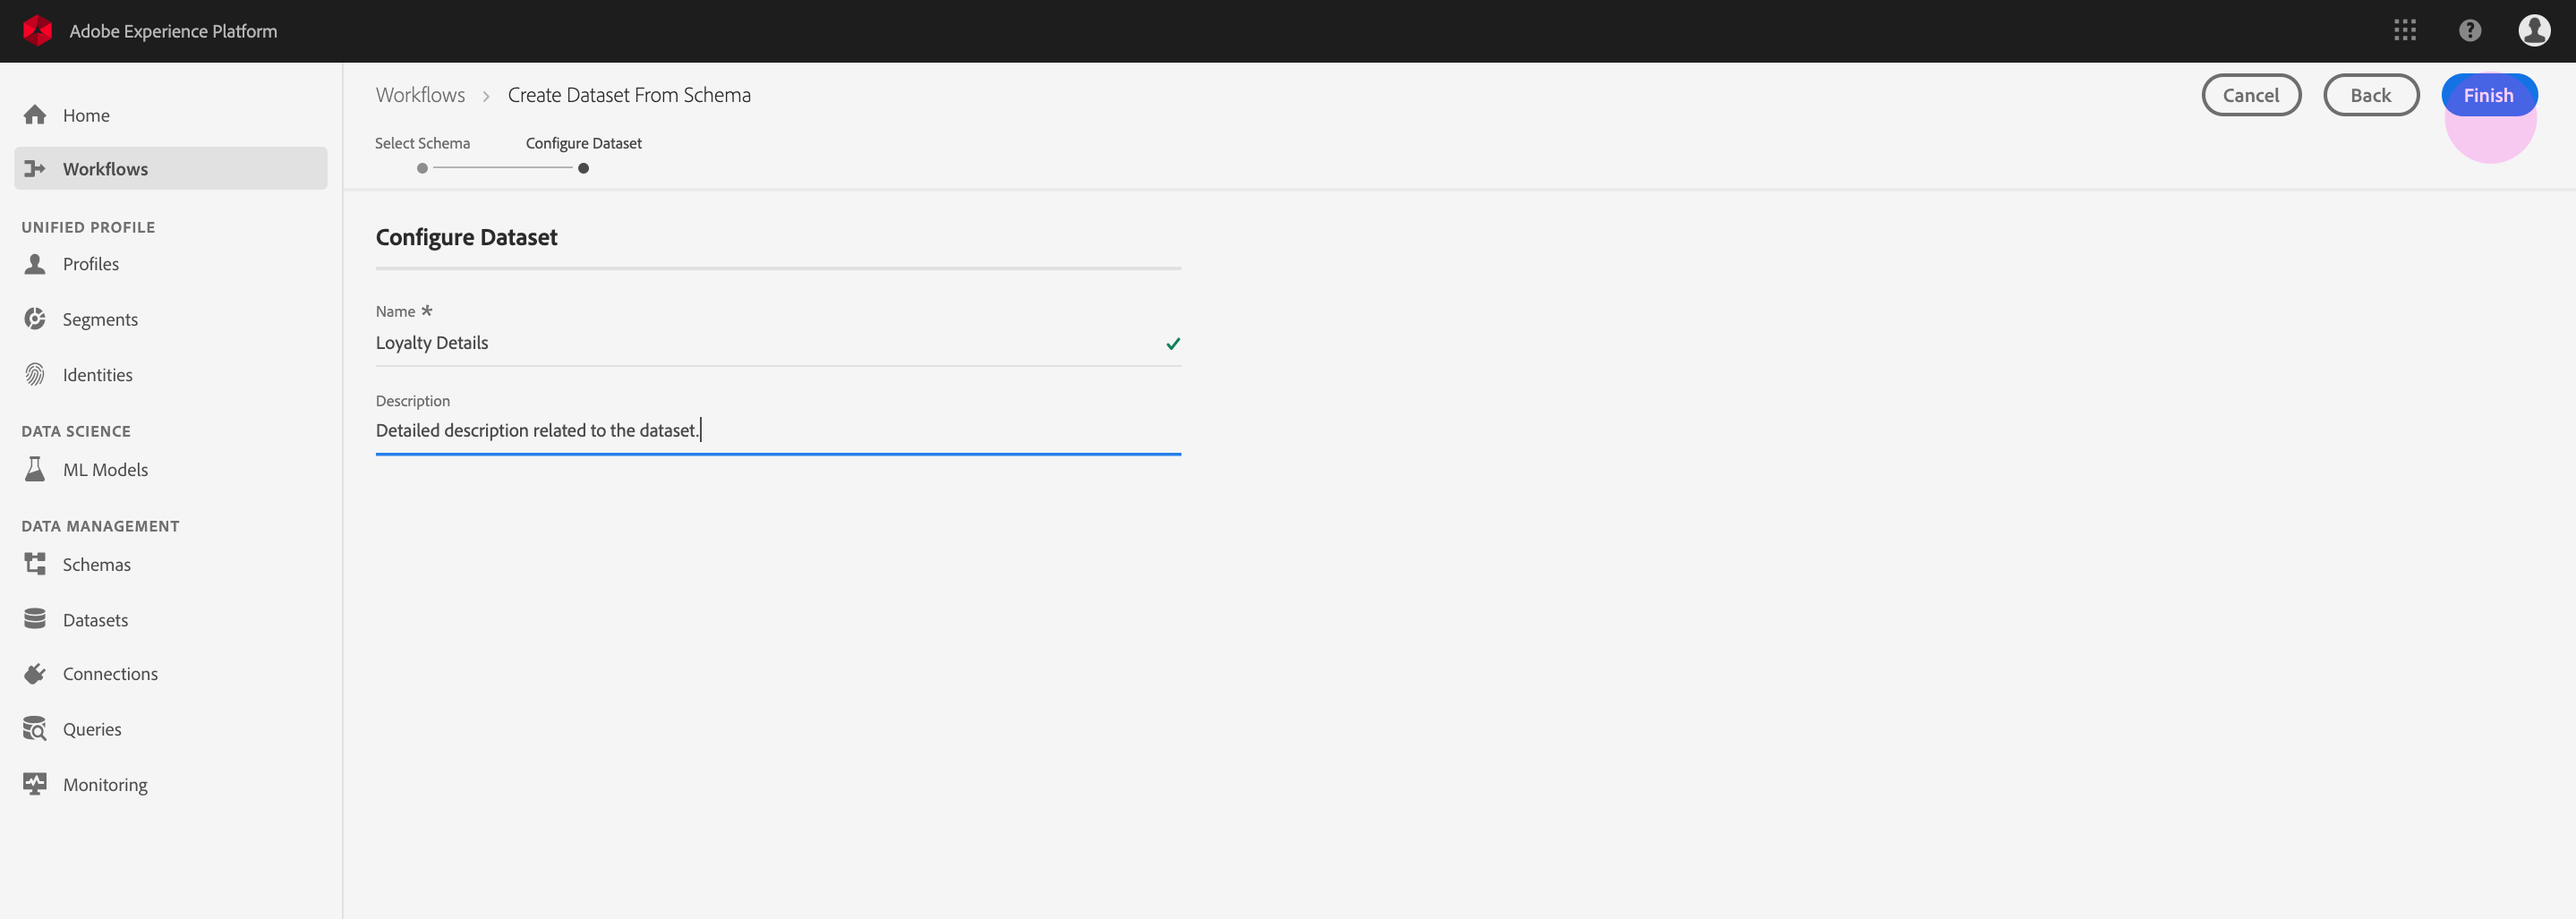 Adobe Experience Platform
?
Home
Workflows
UNIFIED PROFILE
Profiles
Segments
Identities
DATA SCIENCE
ML Models
DATA MANAGEMENT
Schemas
Datasets
Connections
Queries
Monitoring
Workflows > Create Dataset From Schema
Cancel Back Finish
Select Schema Configure Dataset
Configure Dataset
Name *
Loyalty Details
Description
Detailed description related to the dataset.